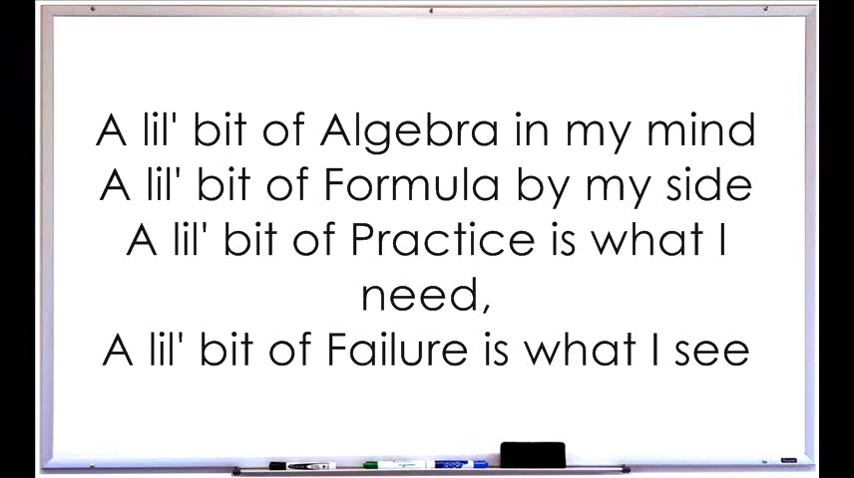 A lil' bit of Algebra in my mind
A lil' bit of Formula by my side
A lil' bit of Practice is what I
need,
A lil' bit of Failure is what I see